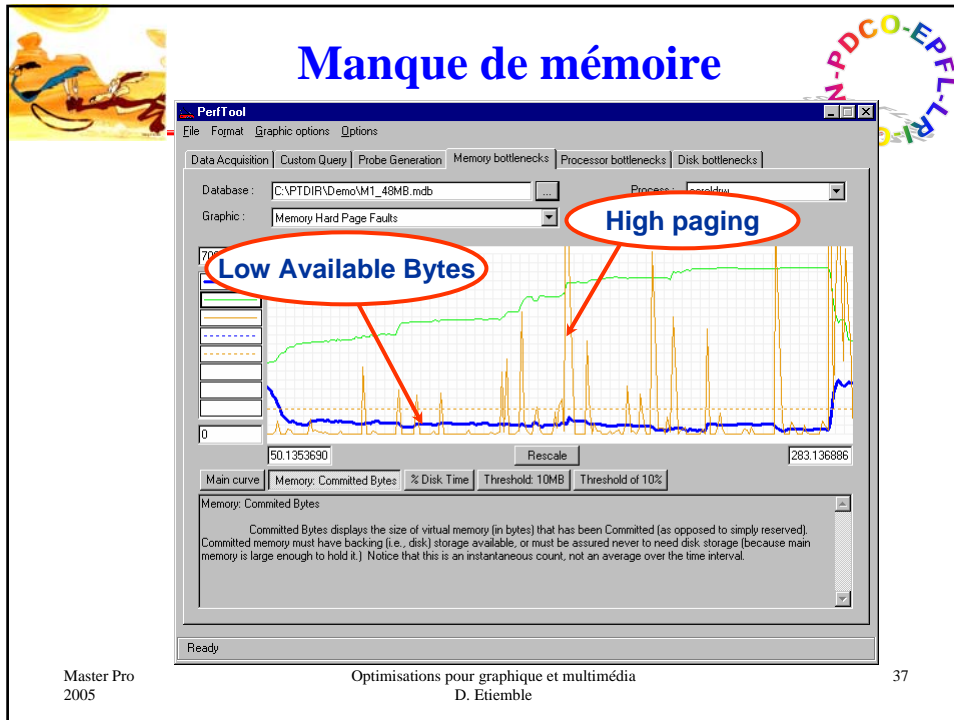 Manque de mémoire
N-PDCO-EPFL-LRI-O
PerfTool
File Format Graphic options Options
Data Acquisition Custom Query Probe Generation Memory bottlenecks Processor bottlenecks Disk bottlenecks
Database : C:\PTDIR\Demo\M1_48MB.mdb ... Process :
Graphic : Memory Hard Page Faults
High paging
Low Available Bytes
0
50.1353690 Rescale 283.136886
Main curve Memory: Committed Bytes % Disk Time Threshold: 10MB Threshold of 10%
Memory: Commited Bytes
Committed Bytes displays the size of virtual memory (in bytes) that has been Committed (as opposed to simply reserved).
Committed memory must have backing (i.e., disk) storage available, or must be assured never to need disk storage (because main
memory is large enough to hold it.) Notice that this is an instantaneous count, not an average over the time interval.
Ready
Master Pro
2005
Optimisations pour graphique et multimédia
D. Etiemble
37